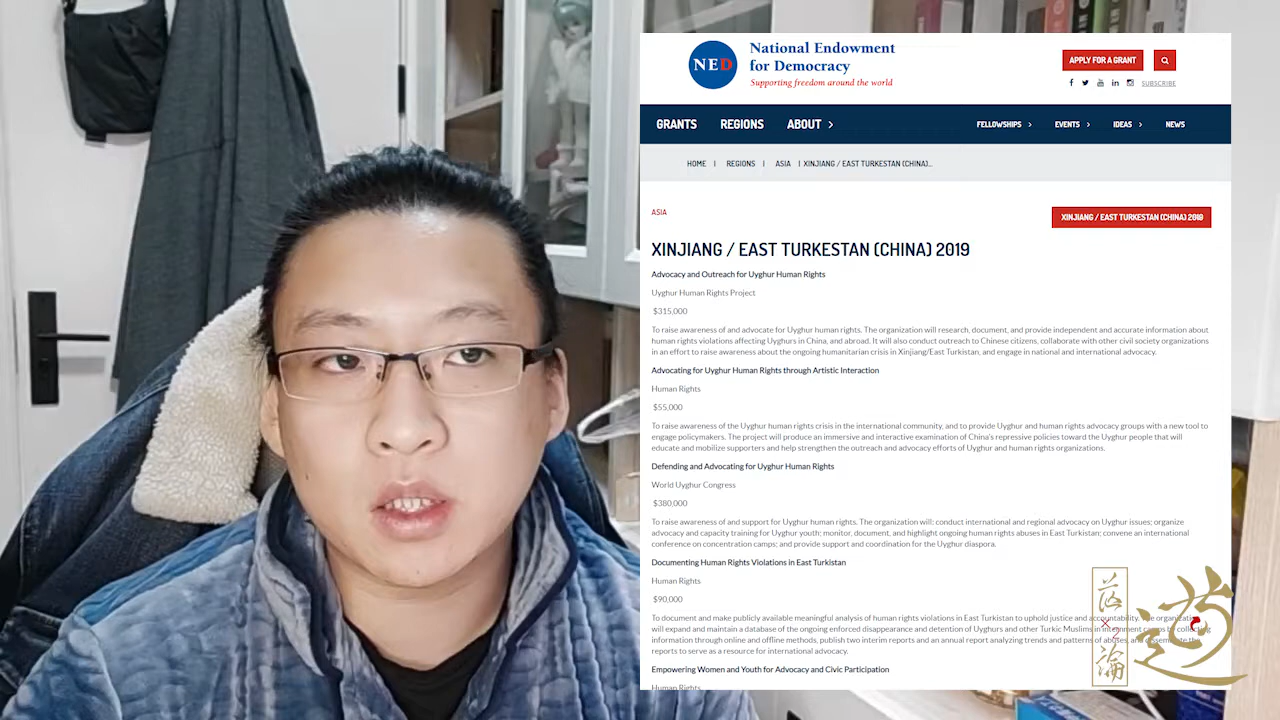 NED
National Endowment
for Democracy
Supporting freedom around the world
APPLY FOR A GRANT
SUBSCRIBE
GRANTS REGIONS ABOUT
FELLOWSHIPS EVENTS IDEAS NEWS
HOME | REGIONS | ASIA | XINJIANG / EAST TURKESTAN (CHINA)...
ASIA
XINJIANG / EAST TURKESTAN (CHINA) 2019
XINJIANG / EAST TURKESTAN (CHINA) 2019
Advocacy and Outreach for Uyghur Human Rights
Uyghur Human Rights Project
$315,000
To raise awareness of and advocate for Uyghur human rights. The organization will research, document, and provide independent and accurate information about
human rights violations affecting Uyghurs in China, and abroad. It will also conduct outreach to Chinese citizens, collaborate with other civil society organizations
in an effort to raise awareness about the ongoing humanitarian crisis in Xinjiang/East Turkistan, and engage in national and international advocacy.
Advocating for Uyghur Human Rights through Artistic Interaction
Human Rights
$55,000
To raise awareness of the Uyghur human rights crisis in the international community, and to provide Uyghur and human rights advocacy groups with a new tool to
engage policymakers. The project will produce an immersive and interactive examination of China's repressive policies toward the Uyghur people that will
educate and mobilize supporters and help strengthen the outreach and advocacy efforts of Uyghur and human rights organizations.
Defending and Advocating for Uyghur Human Rights
World Uyghur Congress
$380,000
To raise awareness of and support for Uyghur human rights. The organization will: conduct international and regional advocacy on Uyghur issues; organize
advocacy and capacity training for Uyghur youth; monitor, document, and highlight ongoing human rights abuses in East Turkistan; convene an international
conference on concentration camps; and provide support and coordination for the Uyghur diaspora.
Documenting Human Rights Violations in East Turkistan
Human Rights
$90,000
To document and make publicly available meaningful analysis of human rights violations in East Turkistan to uphold justice and accountability. The organization
will expand and maintain a database of the ongoing enforced disappearance and detention of Uyghurs and other Turkic Muslims
information through online and offline methods, publish two interim reports and an annual report analyzing trends and patterns of abuses, and
reports to serve as a resource for international advocacy.
Empowering Women and Youth for Advocacy and Civic Participation
Human Rights